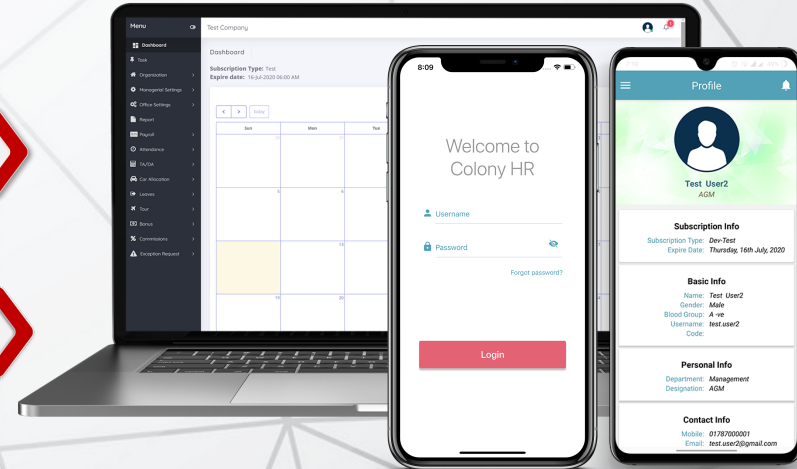 Menu
Dashboard
Task
Organization
Managerial Settings
Office Settings
Report
Payroll
Attendance
TA/DA
Car Allocation
Leaves
Tour
Bonus
Commissions
Exception Request
Test Company
Dashboard
Subscription Type: Test
Expire date: 16-Jul-2020 06:00 AM
< > today
Sun Mon Tue
5 6
13
19 20
8:09
Welcome to
Colony HR
Username
Password
Forgot password?
Login
Profile
Test User2
AGM
Subscription Info
Subscription Type: Dev-Test
Expire Date: Thursday, 16th July, 2020
Basic Info
Name: Test User2
Gender: Male
Blood Group: A -ve
Username: test.user2
Code:
Personal Info
Department: Management
Designation: AGM
Contact Info
Mobile: 01787000001
Email: test.user2@gmail.com